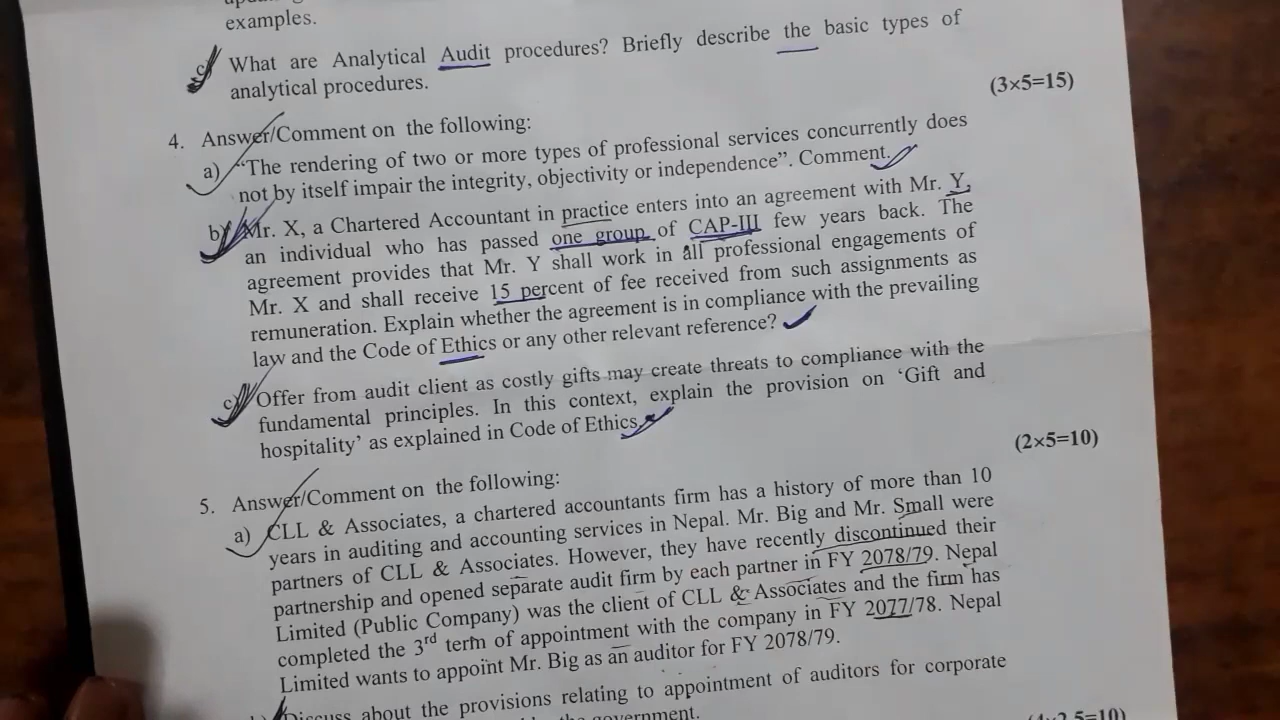 examples.
c) What are Analytical Audit procedures? Briefly describe the basic types of
analytical procedures.
(3×5=15)
4. Answer/Comment on the following:
a) “The rendering of two or more types of professional services concurrently does
not by itself impair the integrity, objectivity or independence”. Comment.
b) Mr. X, a Chartered Accountant in practice enters into an agreement with Mr. Y,
an individual who has passed one group of CAP-III few years back. The
agreement provides that Mr. Y shall work in all professional engagements of
Mr. X and shall receive 15 percent of fee received from such assignments as
remuneration. Explain whether the agreement is in compliance with the prevailing
law and the Code of Ethics or any other relevant reference?
c) Offer from audit client as costly gifts may create threats to compliance with the
fundamental principles. In this context, explain the provision on ‘Gift and
hospitality’ as explained in Code of Ethics.
(2×5=10)
5. Answer/Comment on the following:
a) CLL & Associates, a chartered accountants firm has a history of more than 10
years in auditing and accounting services in Nepal. Mr. Big and Mr. Small were
partners of CLL & Associates. However, they have recently discontinued their
partnership and opened separate audit firm by each partner in FY 2078/79. Nepal
Limited (Public Company) was the client of CLL & Associates and the firm has
completed the 3rd term of appointment with the company in FY 2077/78. Nepal
Limited wants to appoint Mr. Big as an auditor for FY 2078/79.
Discuss about the provisions relating to appointment of auditors for corporate
the government.